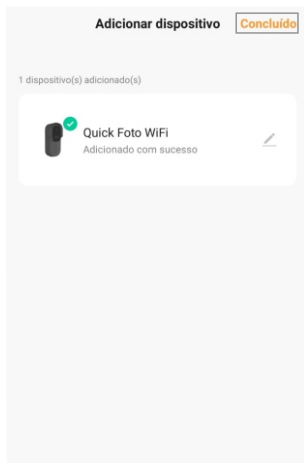 Adicionar dispositivo Concluído
1 dispositivo(s) adicionado(s)
Quick Foto WiFi
Adicionado com sucesso